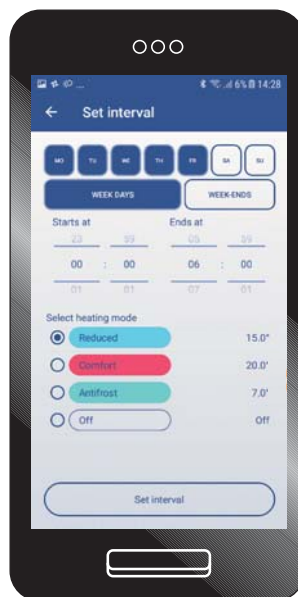 ... 6% 14:28
← Set interval
MO TU WE TH FR SA SU
WEEK DAYS WEEK-ENDS
Starts at Ends at
23 59 05 59
00 : 00 06 : 00
01 01 07 01
Select heating mode
Reduced 15.0°
Comfort 20.0°
Antifrost 7.0°
Off Off
Set interval